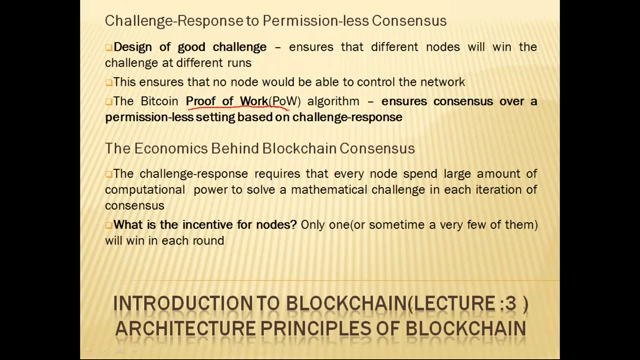 Challenge-Response to Permission-less Consensus
❑Design of good challenge – ensures that different nodes will win the
challenge at different runs
❑This ensures that no node would be able to control the network
❑The Bitcoin Proof of Work(PoW) algorithm – ensures consensus over a
permission-less setting based on challenge-response
The Economics Behind Blockchain Consensus
❑The challenge-response requires that every node spend large amount of
computational power to solve a mathematical challenge in each iteration of
consensus
❑What is the incentive for nodes? Only one(or sometime a very few of them)
will win in each round
INTRODUCTION TO BLOCKCHAIN(LECTURE :3 )
ARCHITECTURE PRINCIPLES OF BLOCKCHAIN